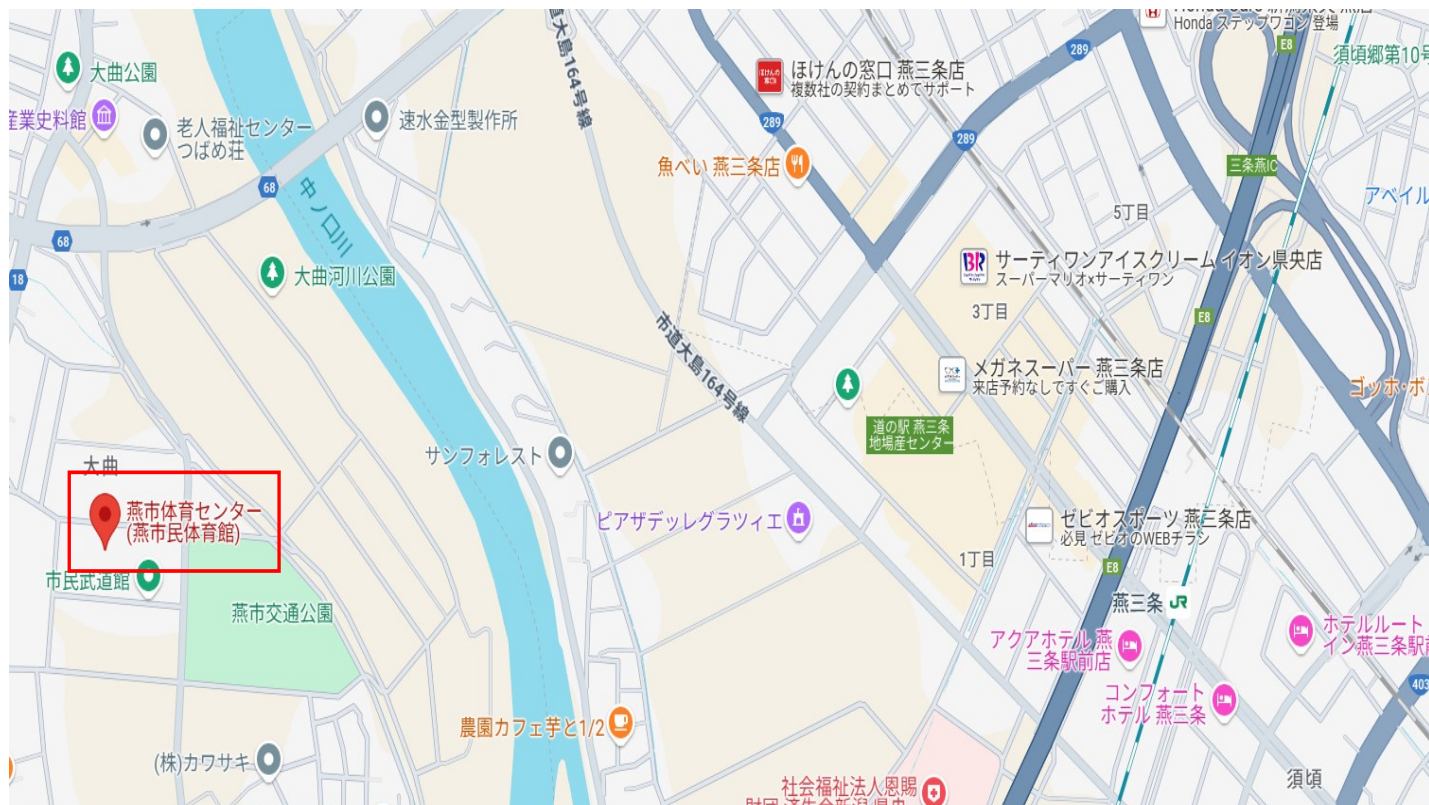 Honda ステップワゴン 登場
E8
須頃郷第10号
289
大曲公園
ほけんの窓口 燕三条店
複数社の契約まとめてサポート
産業史料館
老人福祉センター
つばめ荘
速水金型製作所
289
289
魚べい 燕三条店
三条燕IC
68
中ノ口川
アベイル
5丁目
68
大曲河川公園
18
BR
サーティワンアイスクリーム イオン県央店
スーパーマリオ×サーティワン
3丁目
E8
市道大島164号線
市道大島164号線
メガネスーパー 燕三条店
来店予約なしですぐご購入
ゴッホ・ボ
道の駅 燕三条
地場産センター
サンフォレスト
大曲
燕市体育センター
(燕市民体育館)
ピアザデッレグラツィエ
ゼビオスポーツ 燕三条店
必見 ゼビオのWEBチラシ
1丁目
E8
市民武道館
燕市交通公園
燕三条 JR
アクアホテル 燕
三条駅前店
ホテルルート
イン燕三条駅前
403
コンフォート
ホテル 燕三条
農園カフェ芋と1/2
(株)カワサキ
社会福祉法人恩賜
須頃